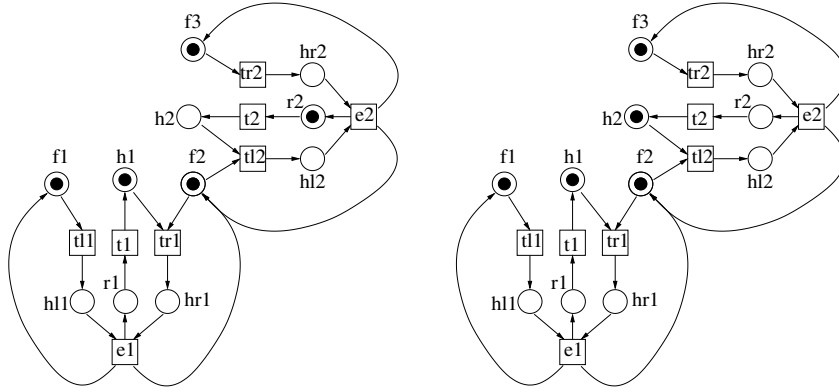 f3
f3
hr2
hr2
tr2
tr2
h2
t2
r2
e2
h2
t2
r2
e2
f1
h1
f2
tl2
hl2
f1
h1
f2
tl2
hl2
tl1
t1
tr1
tl1
t1
tr1
hl1
r1
hr1
hl1
r1
hr1
e1
e1